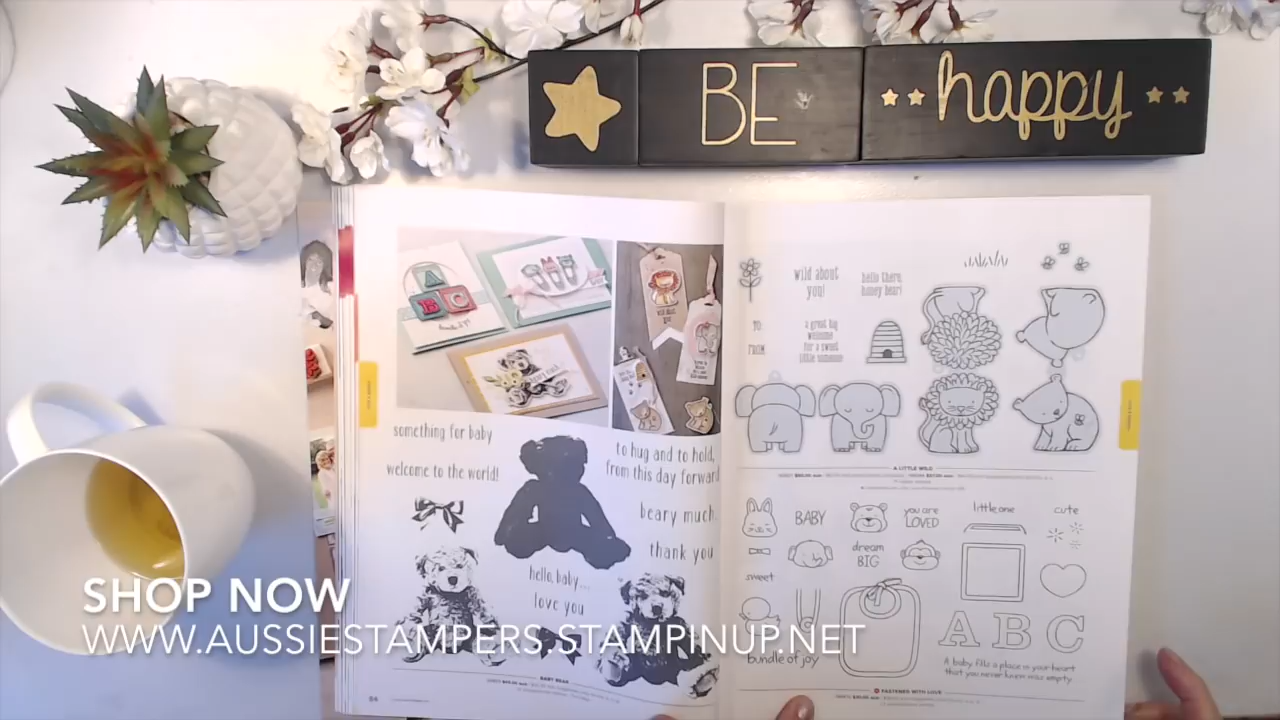 BE happy
wild about
you!
hello there,
honey bear!
TO:
FROM:
a great big
welcome
for a sweet
little someone
A
B C
something for baby
welcome to the world!
to hug and to hold,
from this day forward
beary much.
thank you
hello, baby...
love you
BABY BEAR
84
A LITTLE WILD
BABY
you are
LOVED
little one
cute
dream
BIG
sweet
A B C
bundle of joy
A baby fills a place in your heart
that you never knew was empty.
FASTENED WITH LOVE
SHOP NOW
WWW.AUSSIESTAMPERS.STAMPINUP.NET